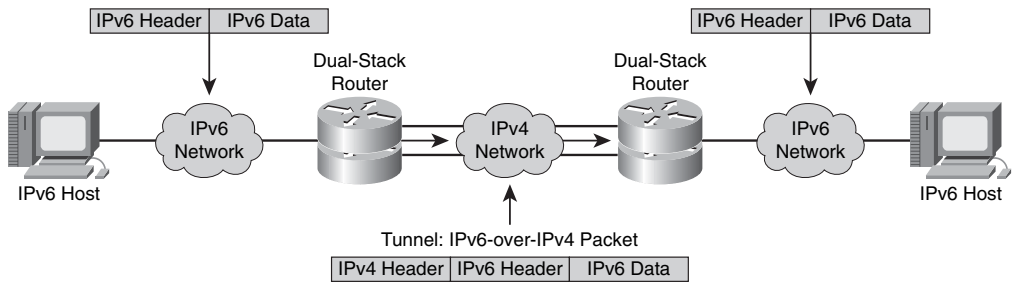 IPv6 Header IPv6 Data
IPv6 Header IPv6 Data
Dual-Stack
Router
Dual-Stack
Router
IPv6
Network
IPv4
Network
IPv6
Network
IPv6 Host
IPv6 Host
Tunnel: IPv6-over-IPv4 Packet
IPv4 Header IPv6 Header IPv6 Data